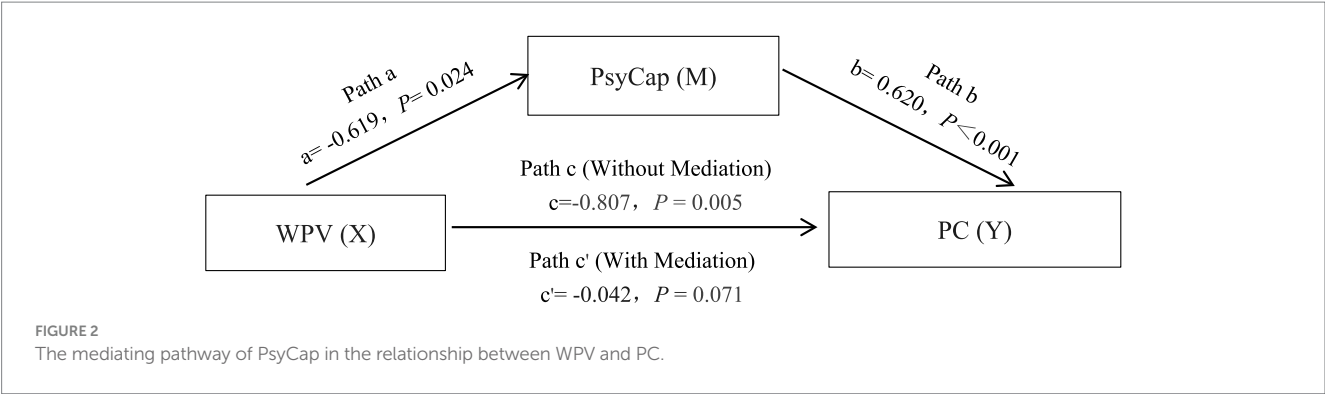 Path a
a= -0.619，P= 0.024
PsyCap (M)
Path b
b= 0.620，P＜0.001
Path c (Without Mediation)
c=-0.807，P = 0.005
WPV (X)
PC (Y)
Path c' (With Mediation)
c'= -0.042，P = 0.071
FIGURE 2
The mediating pathway of PsyCap in the relationship between WPV and PC.